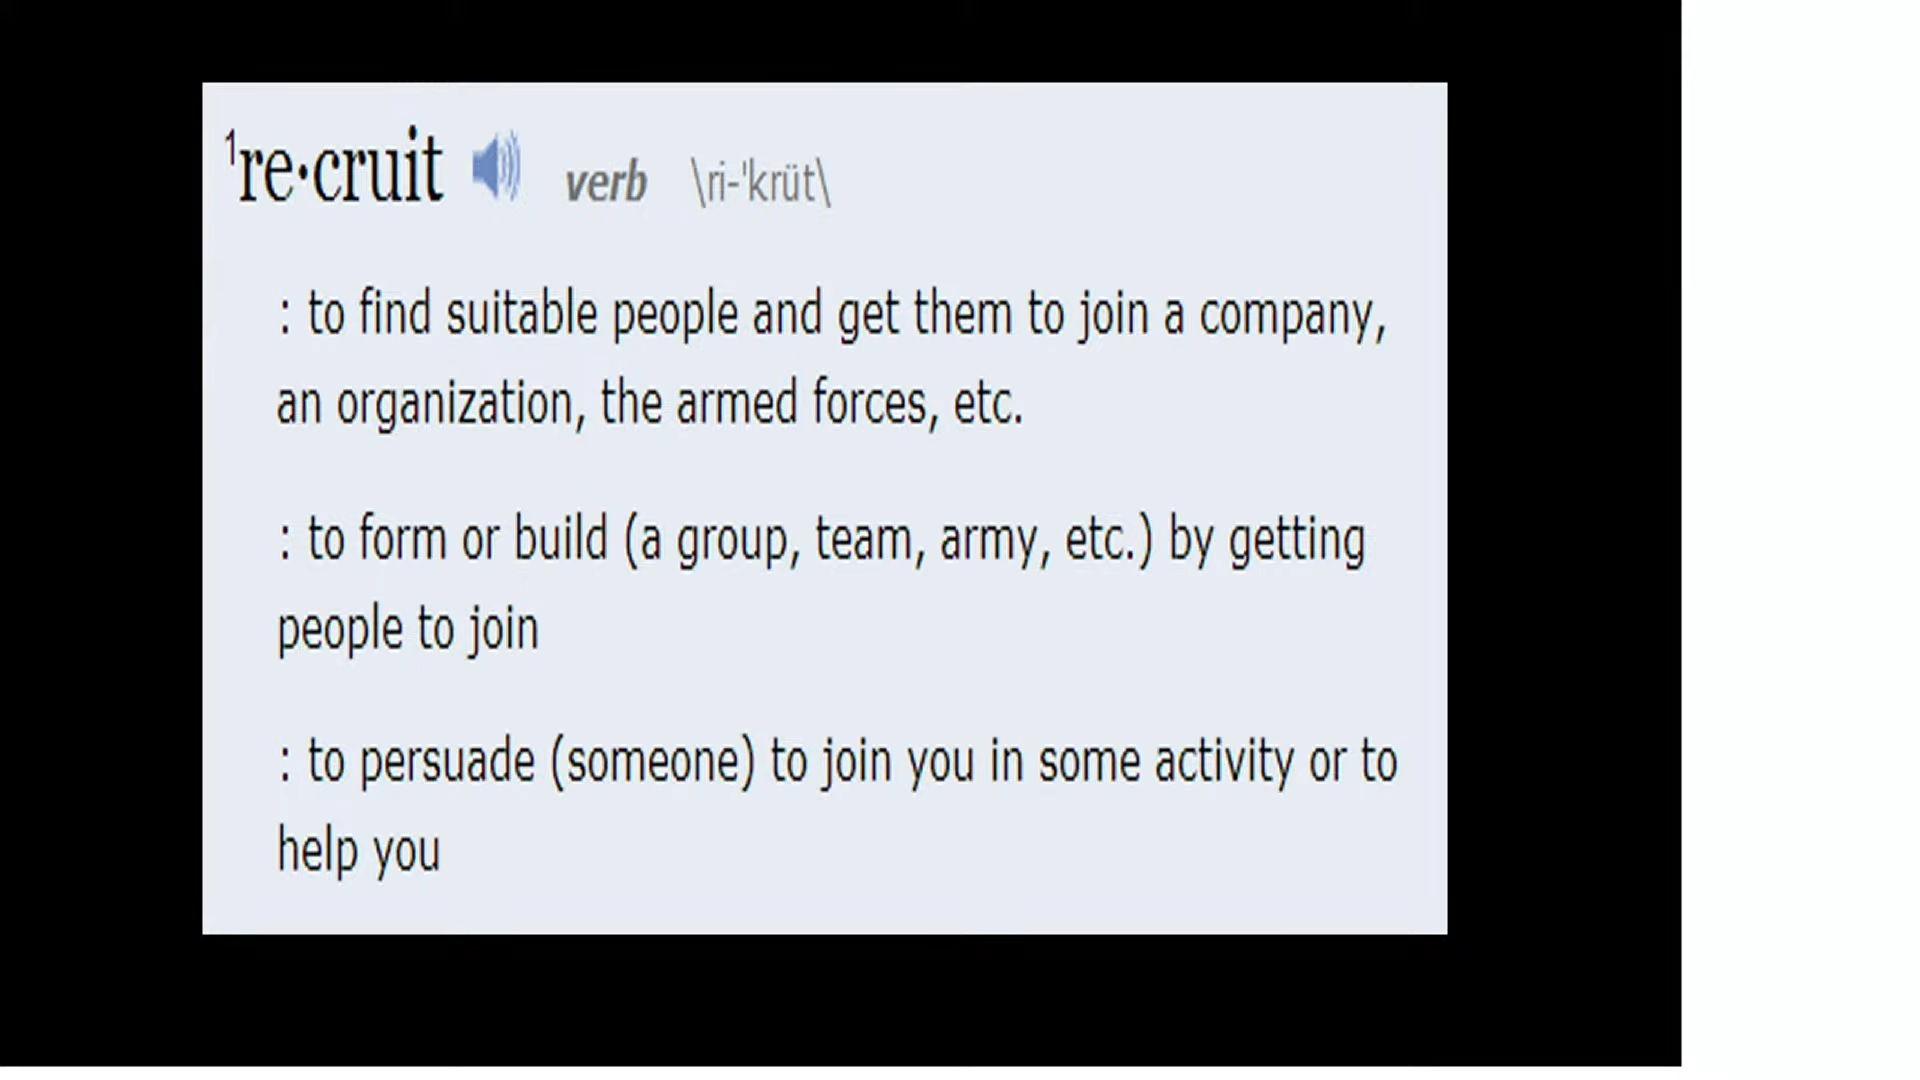 ¹re·cruit verb \ri-ˈkrüt\
: to find suitable people and get them to join a company,
an organization, the armed forces, etc.
: to form or build (a group, team, army, etc.) by getting
people to join
: to persuade (someone) to join you in some activity or to
help you